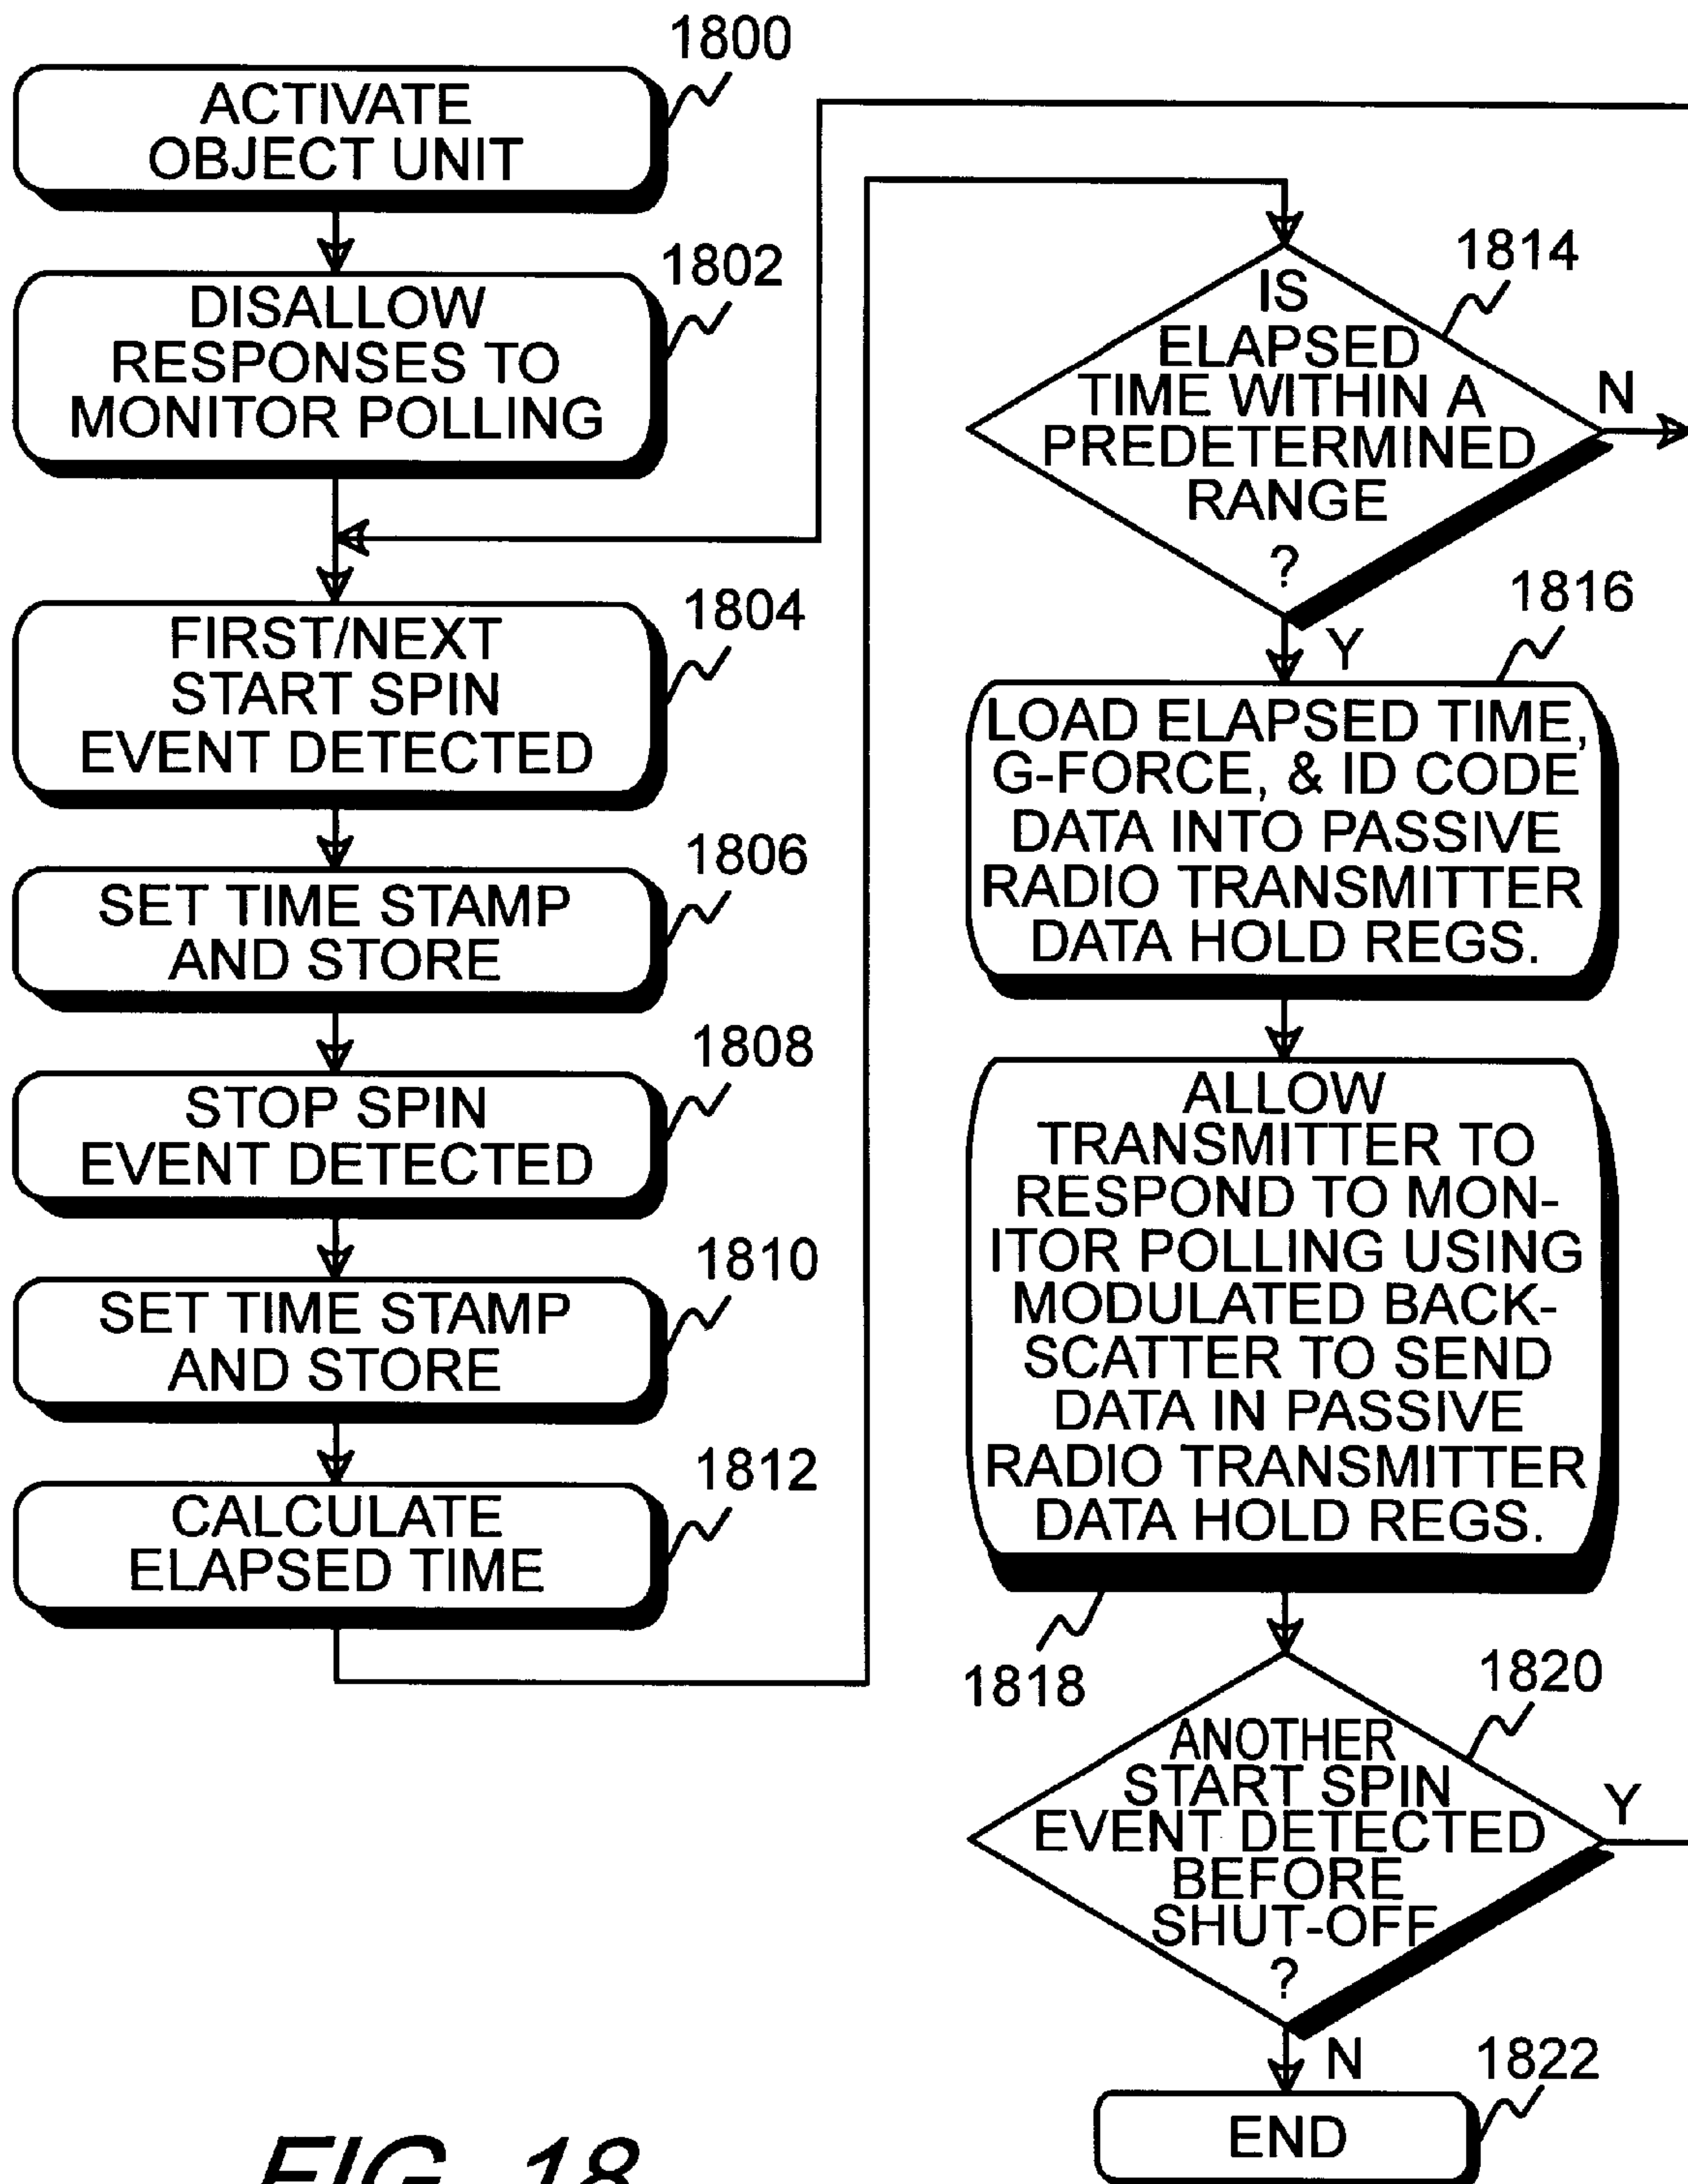 1800
ACTIVATE
OBJECT UNIT
1802
DISALLOW
RESPONSES TO
MONITOR POLLING
1804
FIRST/NEXT
START SPIN
EVENT DETECTED
1806
SET TIME STAMP
AND STORE
1808
STOP SPIN
EVENT DETECTED
1810
SET TIME STAMP
AND STORE
1812
CALCULATE
ELAPSED TIME
1814
IS
ELAPSED
TIME WITHIN A
PREDETERMINED
RANGE
?
N
Y
1816
LOAD ELAPSED TIME,
G-FORCE, & ID CODE
DATA INTO PASSIVE
RADIO TRANSMITTER
DATA HOLD REGS.
ALLOW
TRANSMITTER TO
RESPOND TO MON-
ITOR POLLING USING
MODULATED BACK-
SCATTER TO SEND
DATA IN PASSIVE
RADIO TRANSMITTER
DATA HOLD REGS.
1818
1820
ANOTHER
START SPIN
EVENT DETECTED
BEFORE
SHUT-OFF
?
Y
N
1822
END
FIG. 18